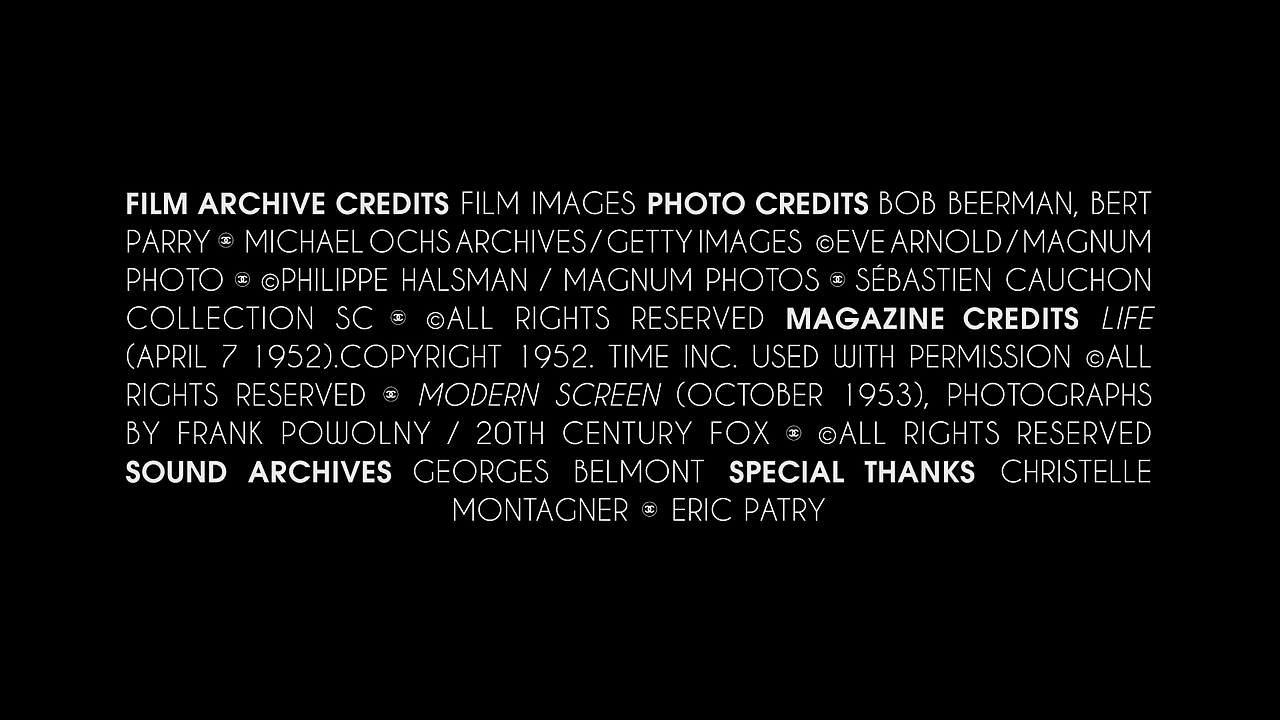 FILM ARCHIVE CREDITS FILM IMAGES PHOTO CREDITS BOB BEERMAN, BERT
PARRY MICHAEL OCHS ARCHIVES / GETTY IMAGES ©EVE ARNOLD / MAGNUM
PHOTO ©PHILIPPE HALSMAN / MAGNUM PHOTOS SÉBASTIEN CAUCHON
COLLECTION SC ©ALL RIGHTS RESERVED MAGAZINE CREDITS LIFE
(APRIL 7 1952).COPYRIGHT 1952. TIME INC. USED WITH PERMISSION ©ALL
RIGHTS RESERVED MODERN SCREEN (OCTOBER 1953), PHOTOGRAPHS
BY FRANK POWOLNY / 20TH CENTURY FOX ©ALL RIGHTS RESERVED
SOUND ARCHIVES GEORGES BELMONT SPECIAL THANKS CHRISTELLE
MONTAGNER ERIC PATRY